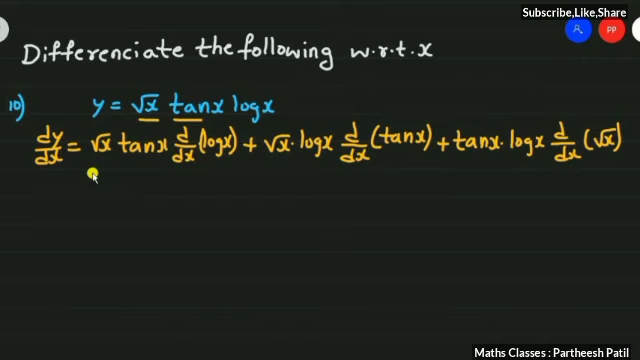 Subscribe,Like,Share
PP
Differenciate the following w.r.t.x
10) y = √x tanx logx
dy/dx = √x tanx d/dx (logx) + √x · logx d/dx (tanx) + tanx · logx d/dx (√x)
Maths Classes : Partheesh Patil